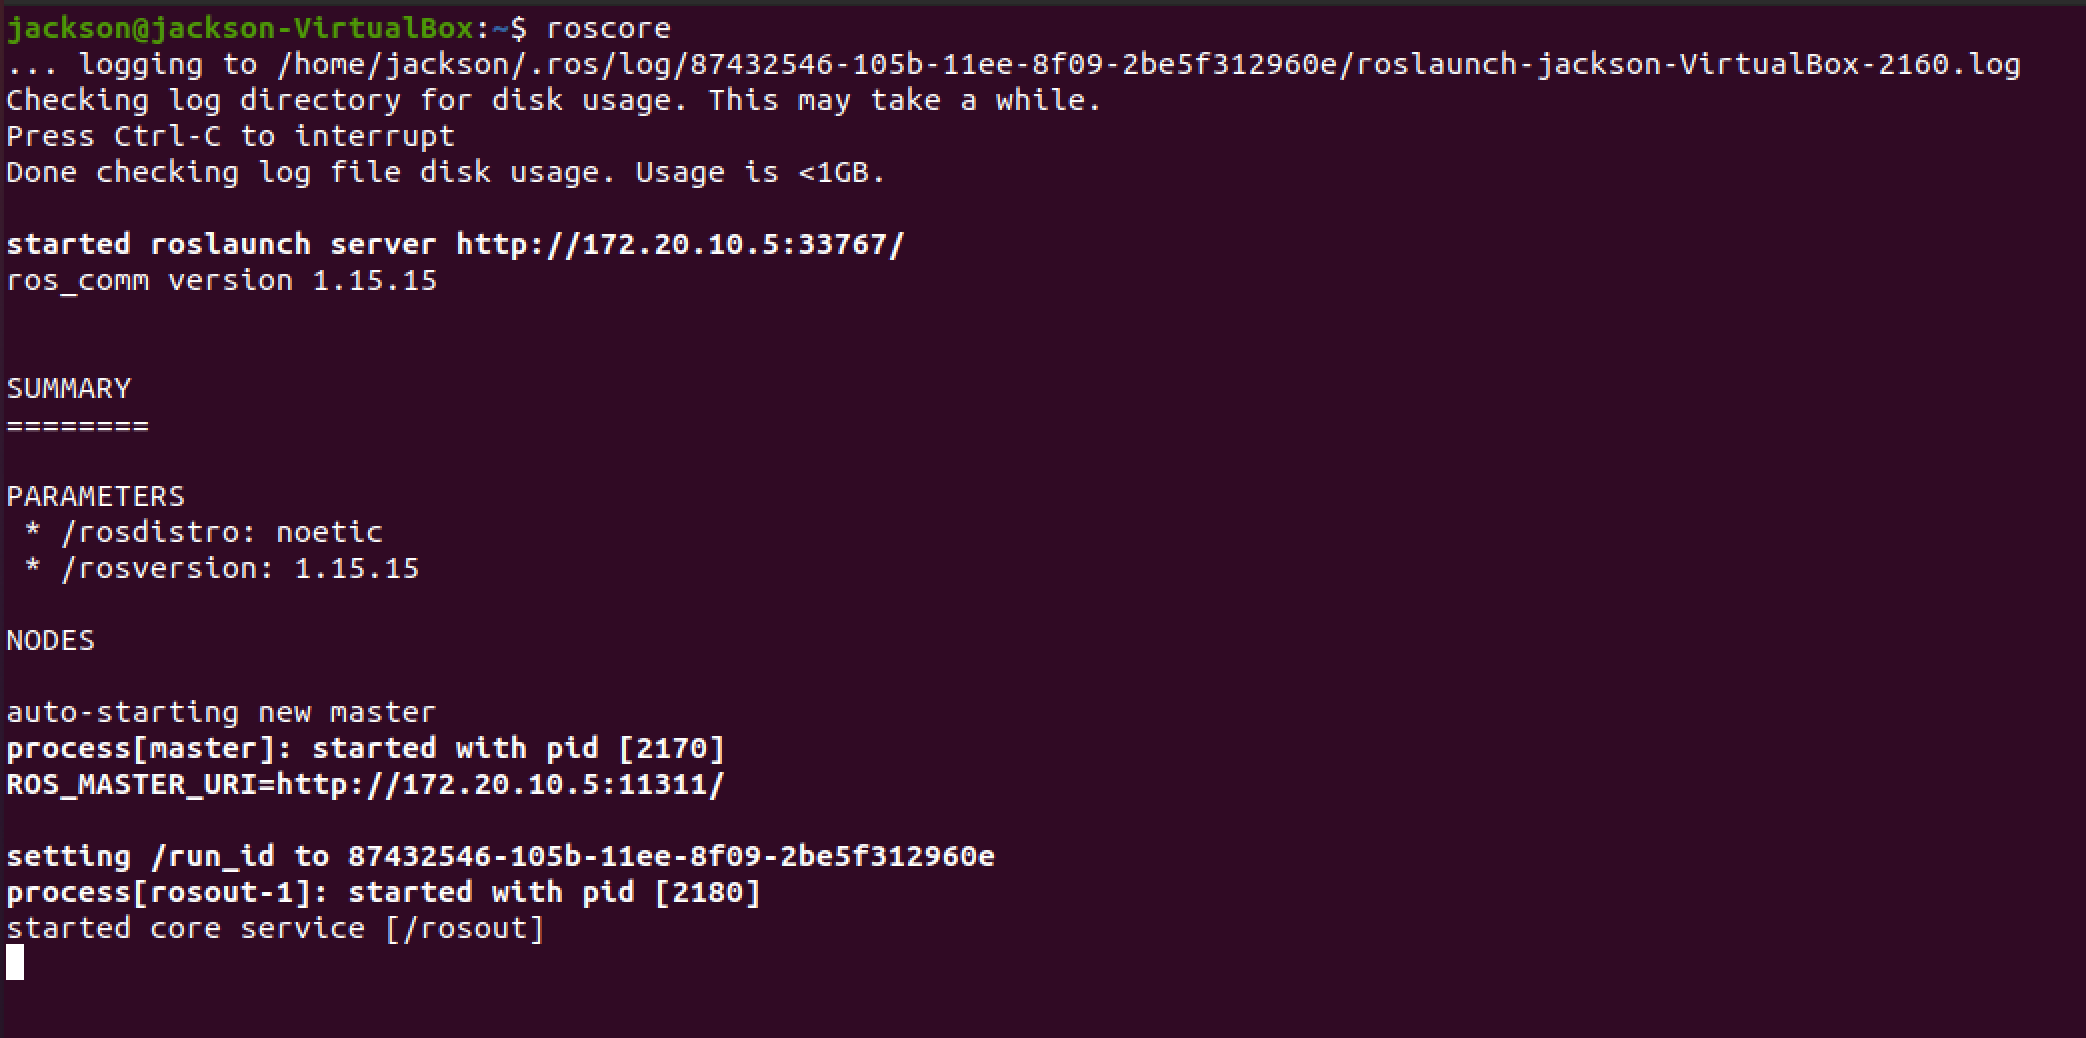 jackson@jackson-VirtualBox:~$ roscore
... logging to /home/jackson/.ros/log/87432546-105b-11ee-8f09-2be5f312960e/roslaunch-jackson-VirtualBox-2160.log
Checking log directory for disk usage. This may take a while.
Press Ctrl-C to interrupt
Done checking log file disk usage. Usage is <1GB.
started roslaunch server http://172.20.10.5:33767/
ros_comm version 1.15.15
SUMMARY
========
PARAMETERS
* /rosdistro: noetic
* /rosversion: 1.15.15
NODES
auto-starting new master
process[master]: started with pid [2170]
ROS_MASTER_URI=http://172.20.10.5:11311/
setting /run_id to 87432546-105b-11ee-8f09-2be5f312960e
process[rosout-1]: started with pid [2180]
started core service [/rosout]